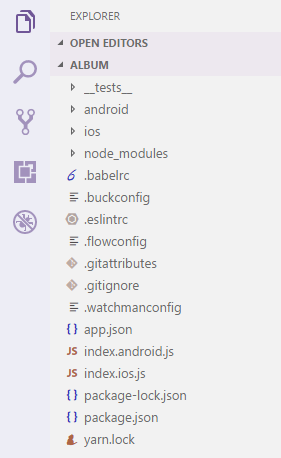 EXPLORER
OPEN EDITORS
ALBUM
__tests__
android
ios
node_modules
.babelrc
.buckconfig
.eslintrc
.flowconfig
.gitattributes
.gitignore
.watchmanconfig
{ } app.json
JS index.android.js
JS index.ios.js
{ } package-lock.json
{ } package.json
yarn.lock